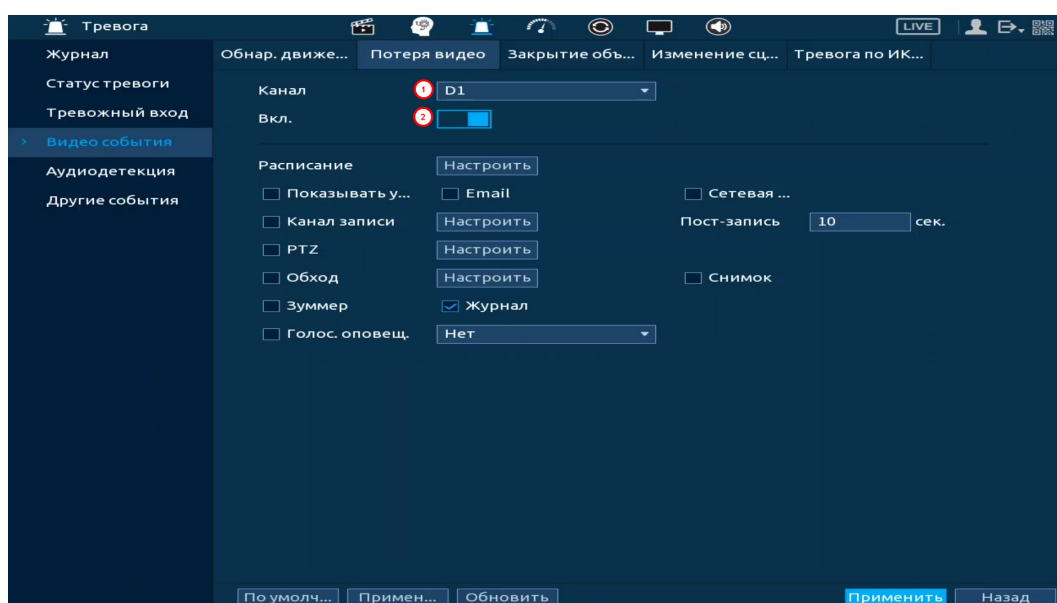 Тревога LIVE
Журнал
Статус тревоги
Тревожный вход
Видео события
Аудиодетекция
Другие события
Обнар. движе... Потеря видео Закрытие объ... Изменение сц... Тревога по ИК...
Канал 1 D1
Вкл. 2
Расписание Настроить
Показывать у... Email Сетевая ...
Канал записи Настроить Пост-запись 10 сек.
PTZ Настроить
Обход Настроить Снимок
Зуммер Журнал
Голос. оповещ. Нет
По умолч... Примен... Обновить Применить Назад